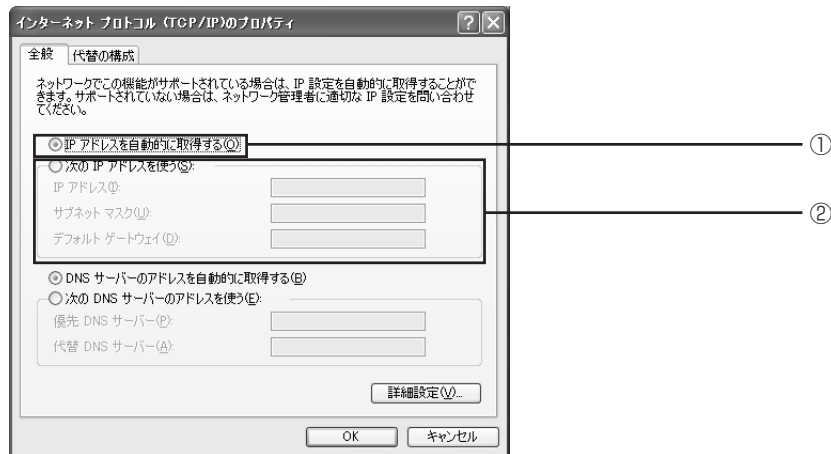 インターネット プロトコル (TCP/IP)のプロパティ
全般
代替の構成
ネットワークでこの機能がサポートされている場合は、IP 設定を自動的に取得することがで
きます。サポートされていない場合は、ネットワーク管理者に適切な IP 設定を問い合わせ
てください。
IP アドレスを自動的に取得する(O)
①
次の IP アドレスを使う(S):
IP アドレス(I):
サブネット マスク(U):
②
デフォルト ゲートウェイ(D):
DNS サーバーのアドレスを自動的に取得する(B)
次の DNS サーバーのアドレスを使う(E):
優先 DNS サーバー(P):
代替 DNS サーバー(A):
詳細設定(V)...
OK
キャンセル